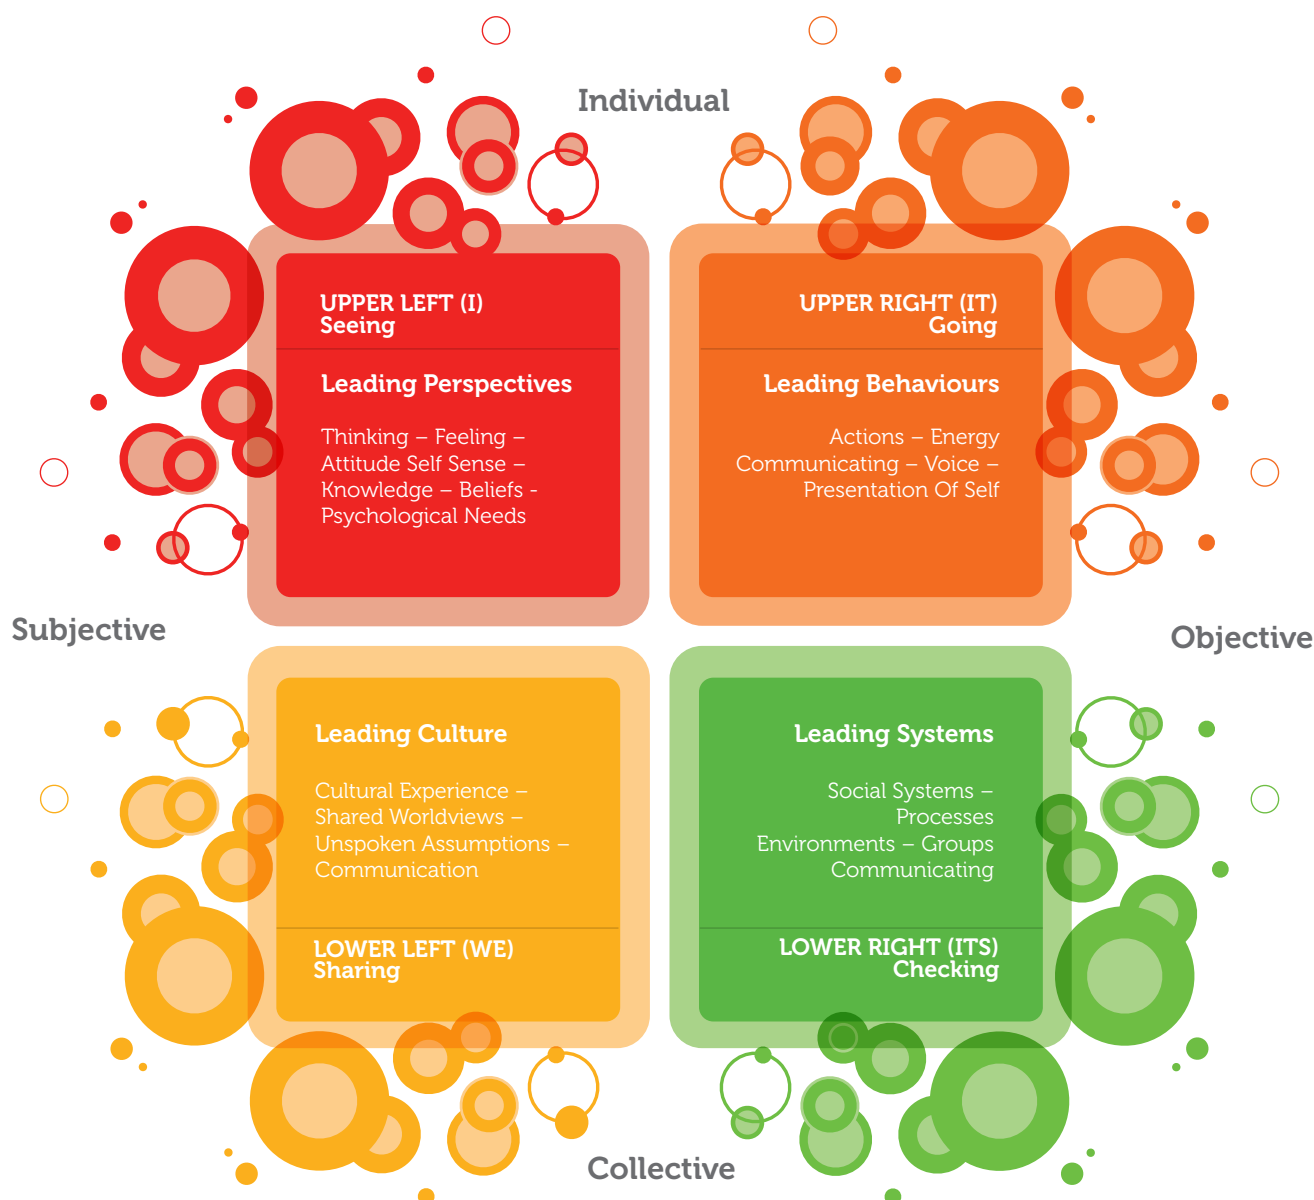 Individual
UPPER LEFT (I)
Seeing
Leading Perspectives
Thinking – Feeling –
Attitude Self Sense –
Knowledge – Beliefs -
Psychological Needs
UPPER RIGHT (IT)
Going
Leading Behaviours
Actions – Energy
Communicating – Voice –
Presentation Of Self
Subjective
Objective
Leading Culture
Cultural Experience –
Shared Worldviews –
Unspoken Assumptions –
Communication
LOWER LEFT (WE)
Sharing
Leading Systems
Social Systems –
Processes
Environments – Groups
Communicating
LOWER RIGHT (ITS)
Checking
Collective